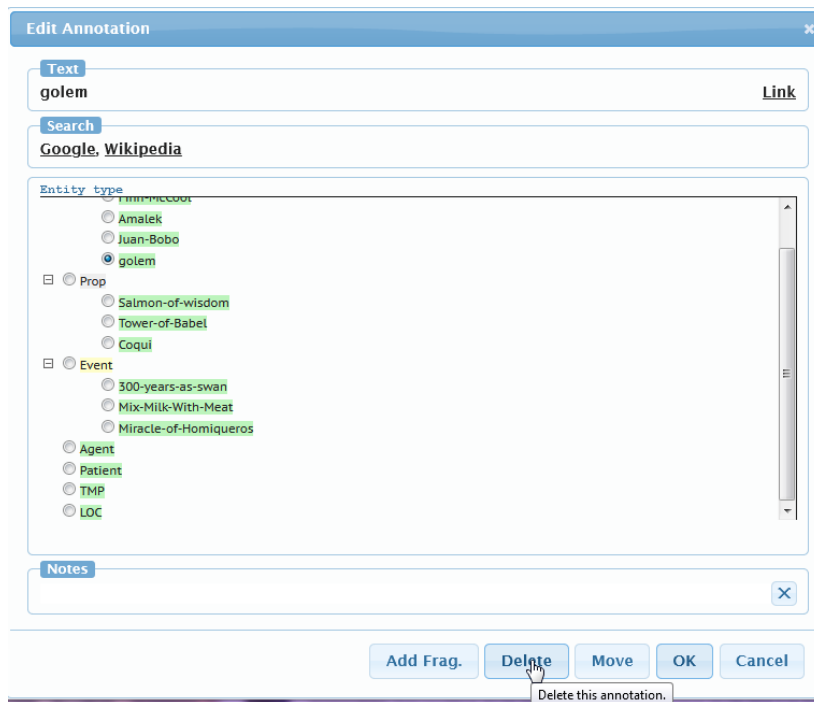 Edit Annotation
Text
golem Link
Search
Google, Wikipedia
Entity type
Finn-McCool
Amalek
Juan-Bobo
golem
Prop
Salmon-of-wisdom
Tower-of-Babel
Coqui
Event
300-years-as-swan
Mix-Milk-With-Meat
Miracle-of-Homiqueros
Agent
Patient
TMP
LOC
Notes
Add Frag. Delete Move OK Cancel
Delete this annotation.